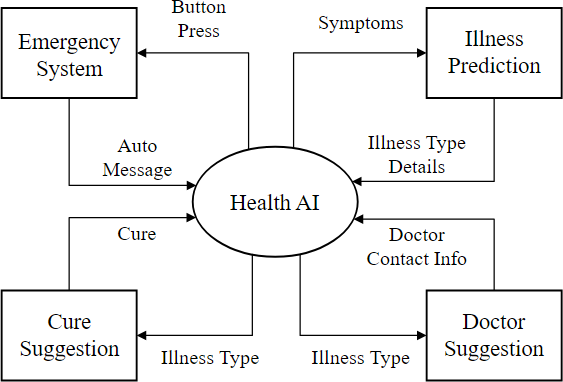 Button
Press
Symptoms
Emergency
System
Illness
Prediction
Auto
Message
Illness Type
Details
Health AI
Cure
Doctor
Contact Info
Cure
Suggestion
Illness Type
Illness Type
Doctor
Suggestion